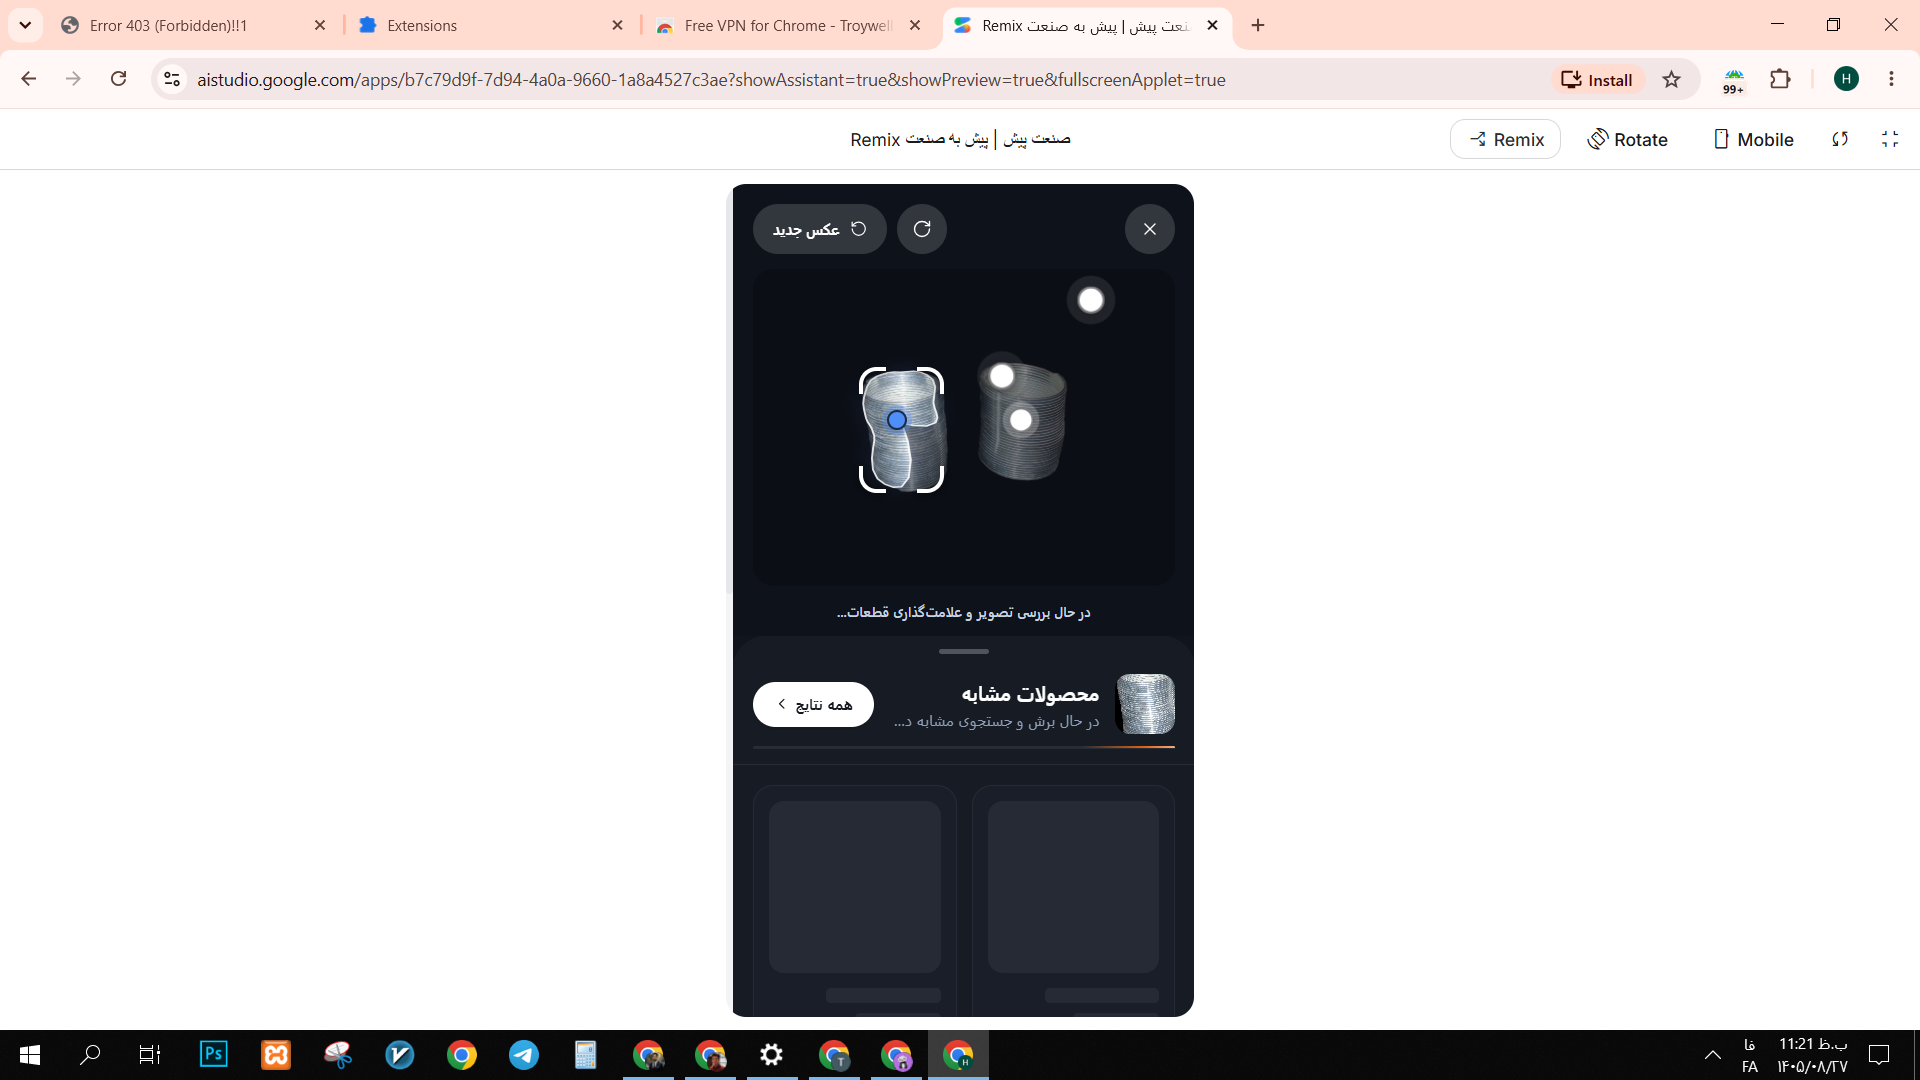 Error 403 (Forbidden)!!1
Extensions
Free VPN for Chrome - Troywell
Remix صنعت پیش | پیش به صنعت
aistudio.google.com/apps/b7c79d9f-7d94-4a0a-9660-1a8a4527c3ae?showAssistant=true&showPreview=true&fullscreenApplet=true
Install
99+
H
Remix صنعت پیش | پیش به صنعت
Remix
Rotate
Mobile
عکس جدید
در حال بررسی تصویر و علامت‌گذاری قطعات...
محصولات مشابه
در حال برش و جستجوی مشابه د...
همه نتایج
Ps
T
H
فا
FA
11:21 ب.ظ
۱۴۰۵/۰۸/۲۷